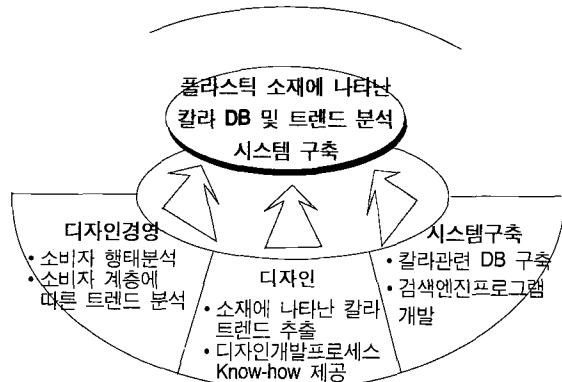 플라스틱 소재에 나타난
칼라 DB 및 트렌드 분석
시스템 구축
디자인경영
• 소비자 행태분석
• 소비자 계층에
따른 트렌드 분석
디자인
• 소재에 나타난 칼라
트렌드 추출
• 디자인개발프로세스
Know-how 제공
시스템구축
• 칼라관련 DB 구축
• 검색엔진프로그램
개발